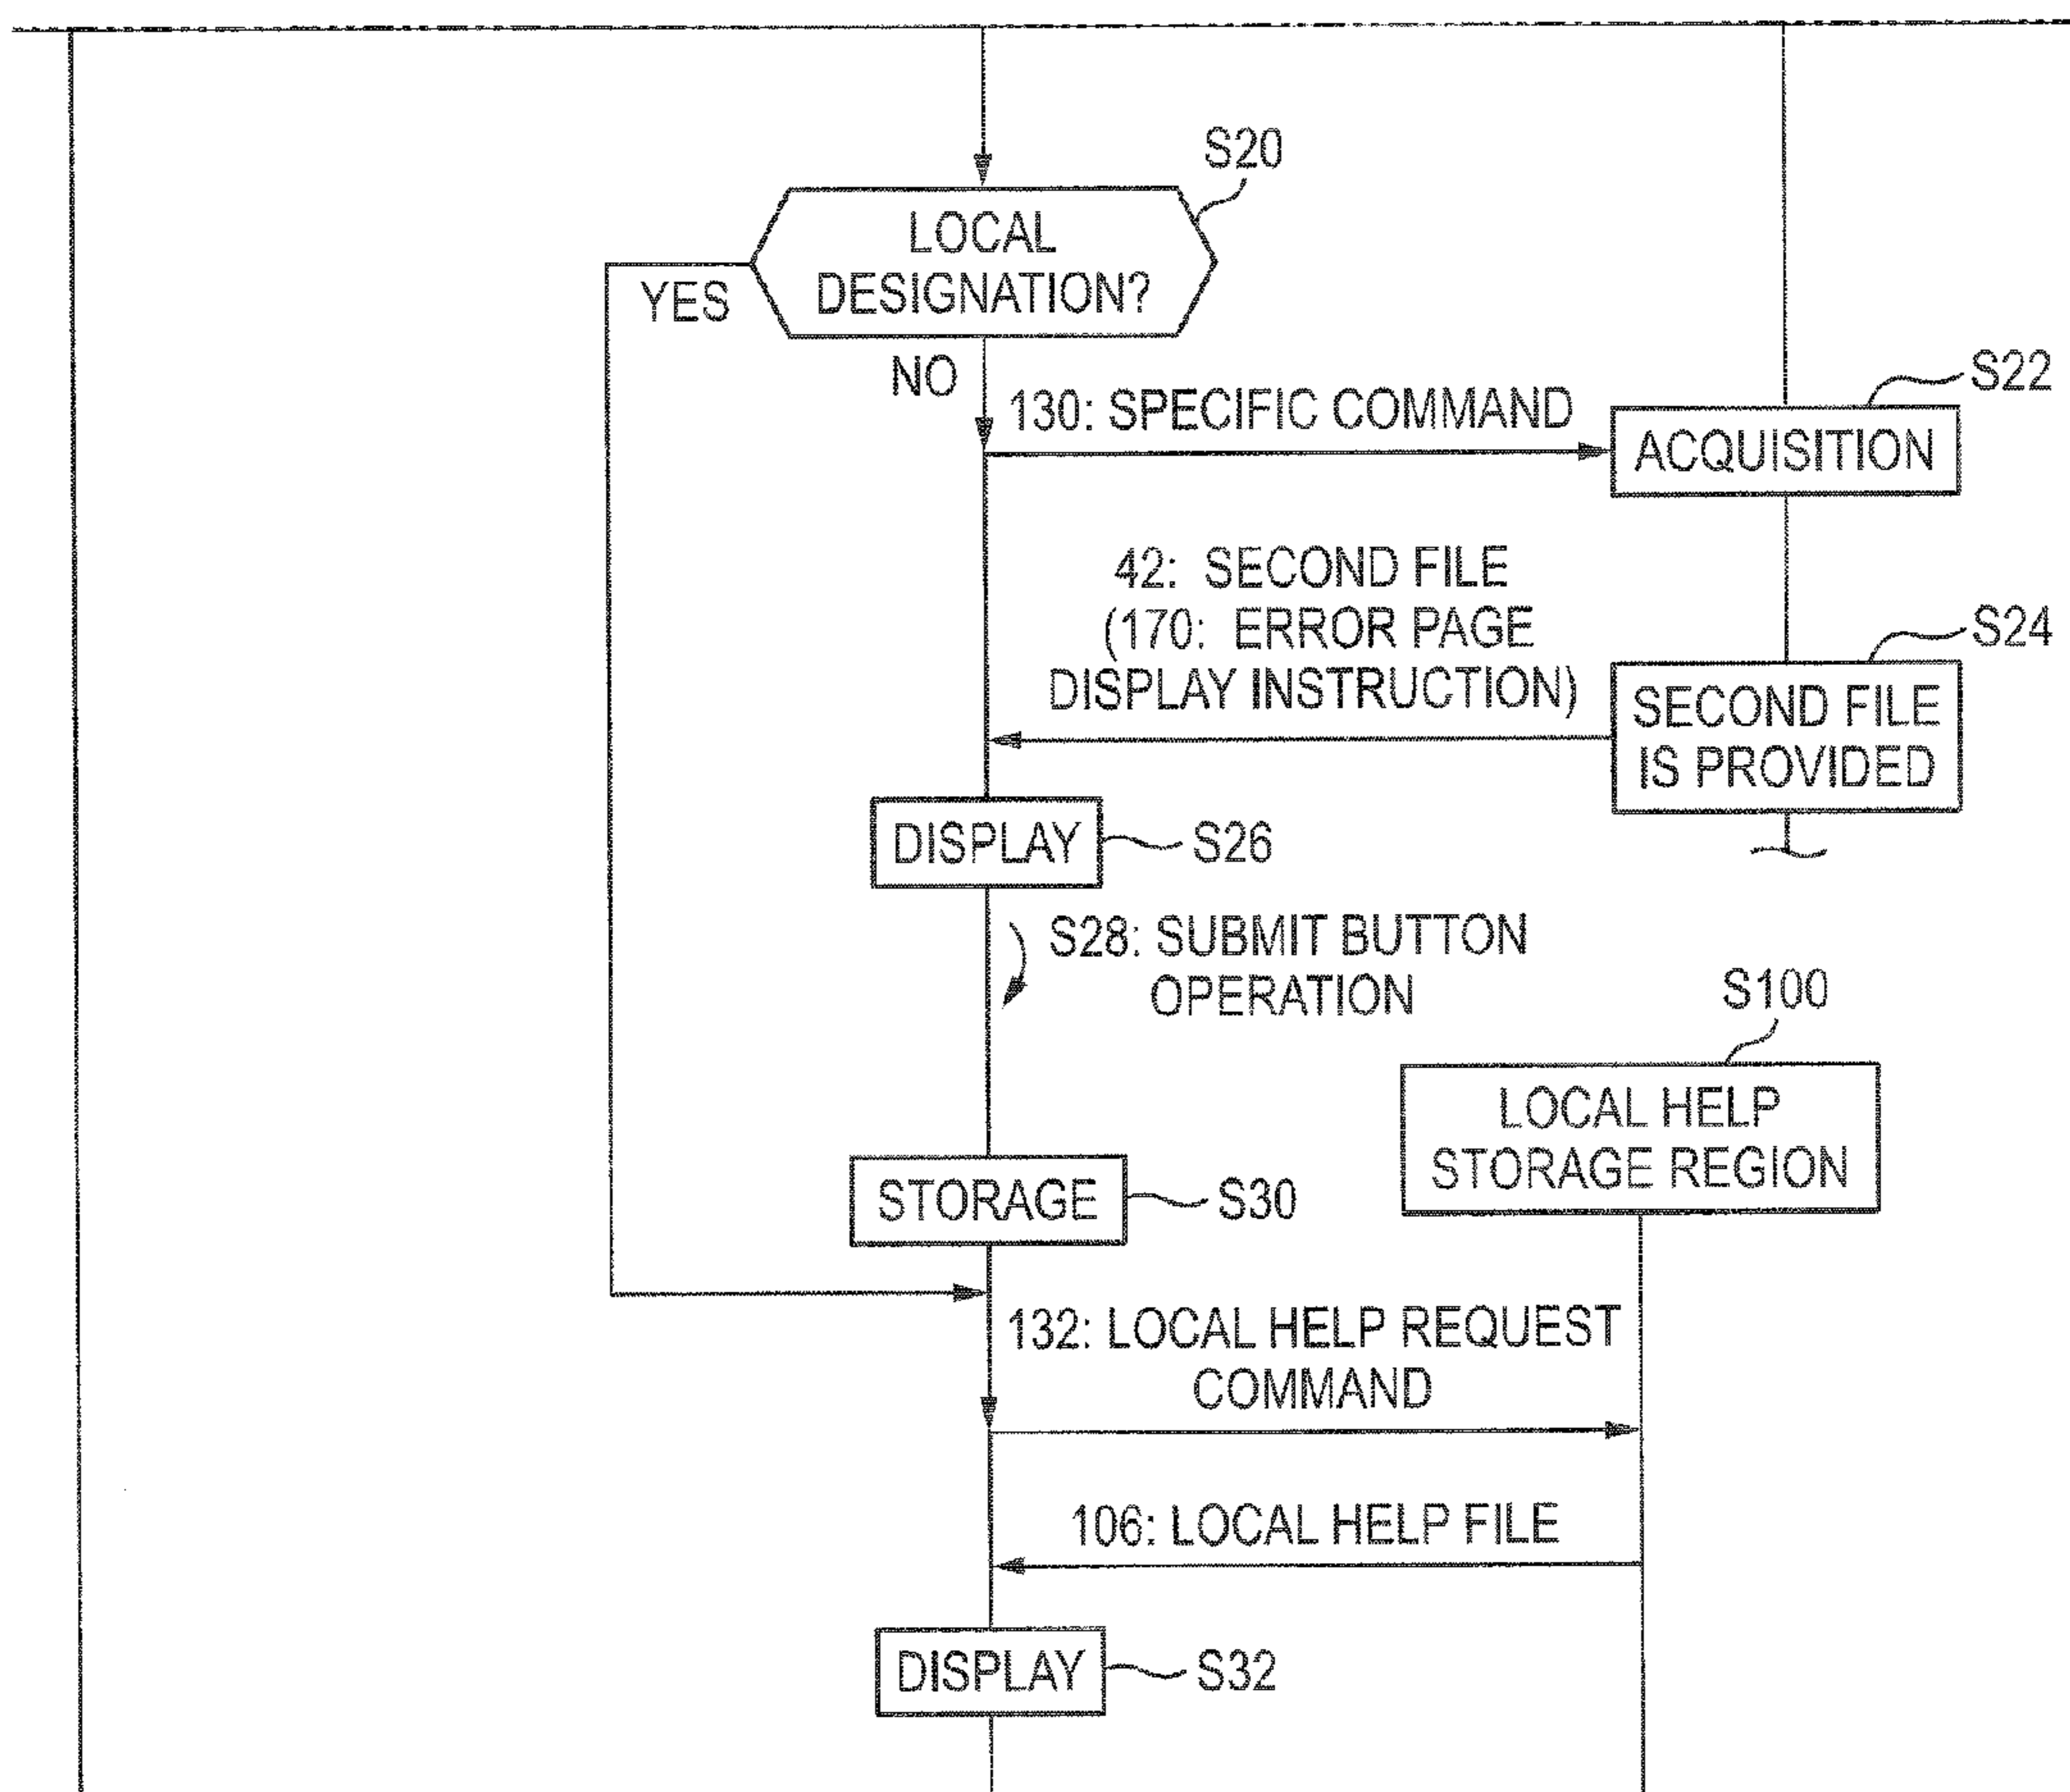 S20
LOCAL
DESIGNATION?
YES
NO
S22
130: SPECIFIC COMMAND
ACQUISITION
42: SECOND FILE
(170: ERROR PAGE
DISPLAY INSTRUCTION)
S24
SECOND FILE
IS PROVIDED
DISPLAY
S26
S28: SUBMIT BUTTON
OPERATION
S100
LOCAL HELP
STORAGE REGION
STORAGE
S30
132: LOCAL HELP REQUEST
COMMAND
106: LOCAL HELP FILE
DISPLAY
S32